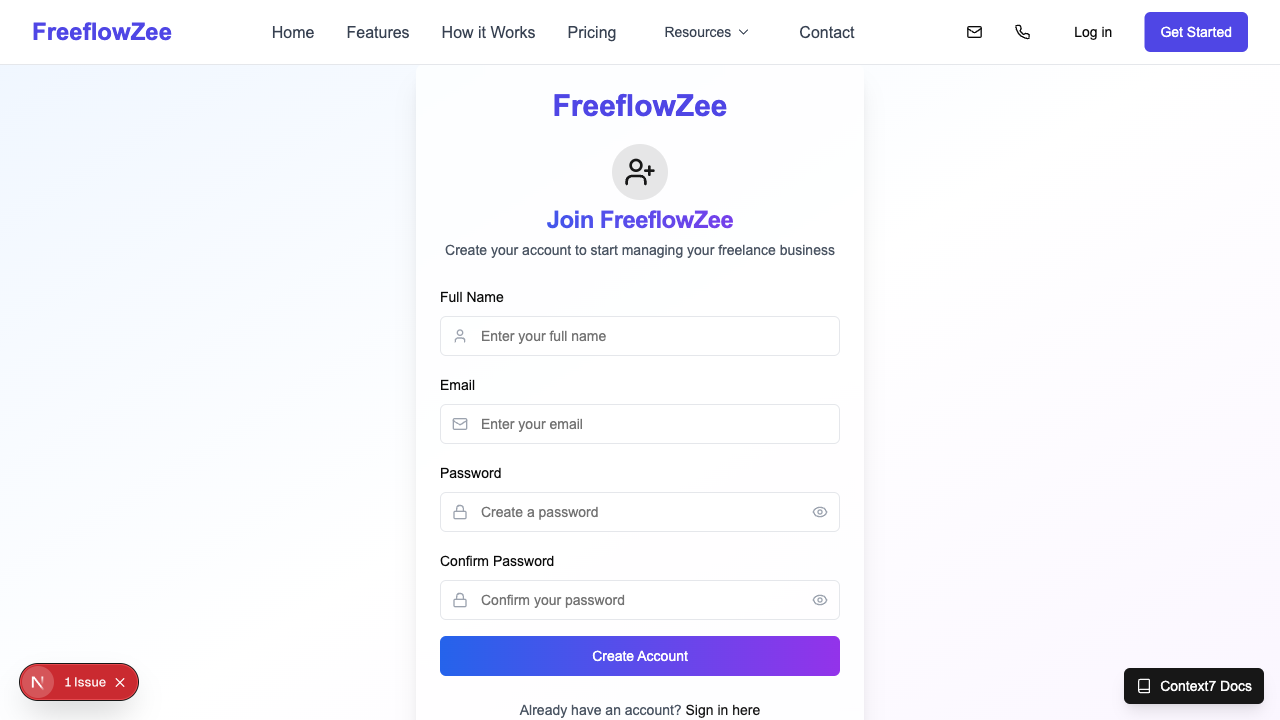 FreeflowZee Home Features How it Works Pricing Resources Contact Log in Get Started
FreeflowZee
Join FreeflowZee
Create your account to start managing your freelance business
Full Name
Enter your full name
Email
Enter your email
Password
Create a password
Confirm Password
Confirm your password
Create Account
N 1 Issue
Context7 Docs
Already have an account? Sign in here